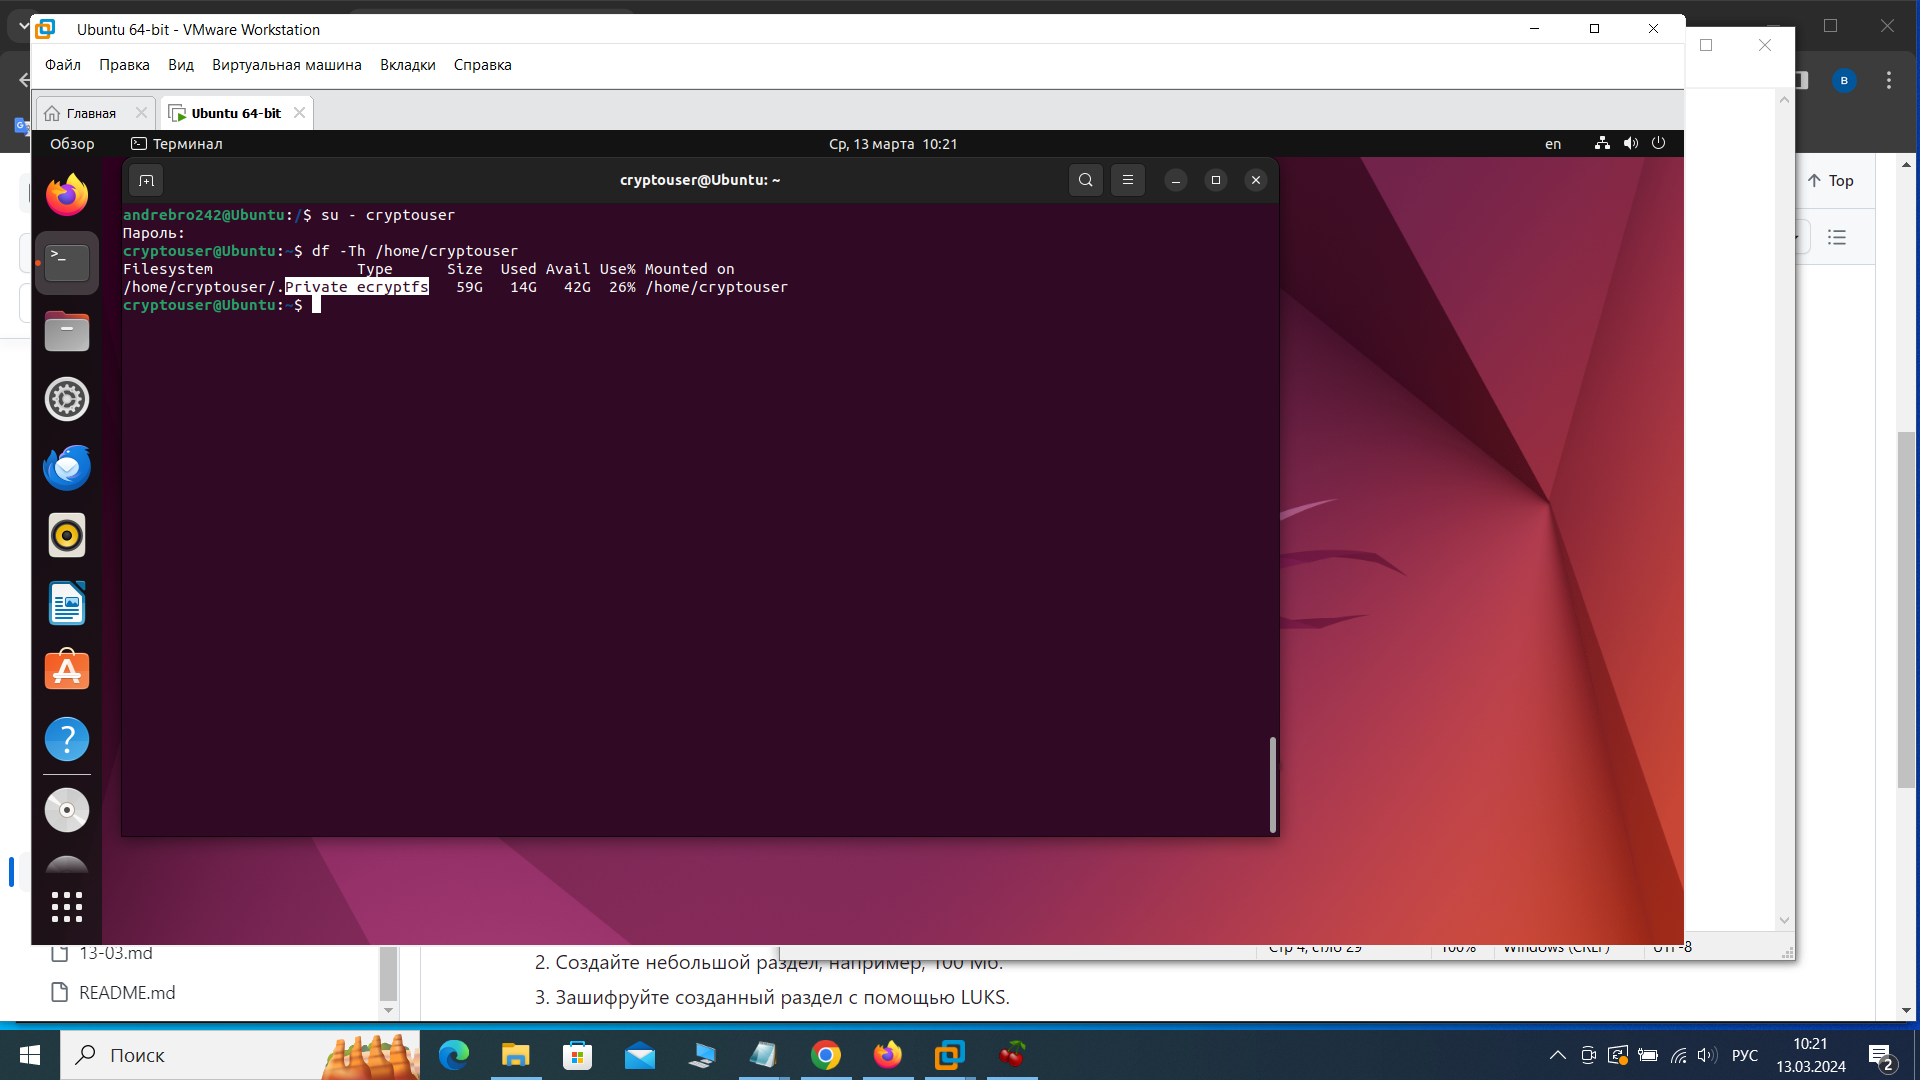 Ubuntu 64-bit - VMware Workstation
Файл Правка Вид Виртуальная машина Вкладки Справка
Главная
Ubuntu 64-bit
Обзор
Терминал
Ср, 13 марта 10:21
en
cryptouser@Ubuntu: ~
andrebro242@Ubuntu:/$ su - cryptouser
Пароль:
cryptouser@Ubuntu:~$ df -Th /home/cryptouser
Filesystem Type Size Used Avail Use% Mounted on
/home/cryptouser/.Private ecryptfs 59G 14G 42G 26% /home/cryptouser
cryptouser@Ubuntu:~$
Top
B
Стр 4, стлб 29
100%
Windows (CRLF)
UTF-8
13-03.md
README.md
2. Создайте небольшой раздел, например, 100 Мб.
3. Зашифруйте созданный раздел с помощью LUKS.
Поиск
РУС
10:21
13.03.2024
2